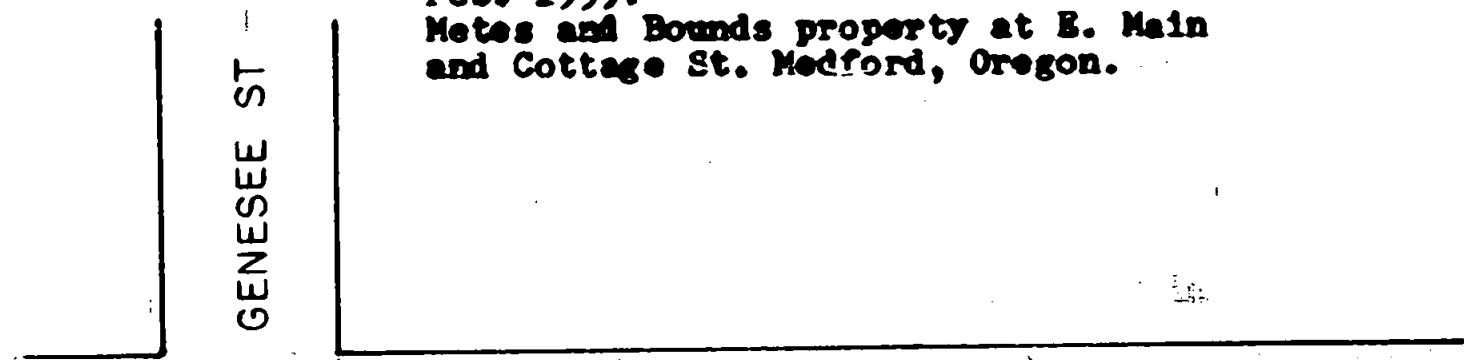 Metes and Bounds property at E. Main
and Cottage St. Medford, Oregon.
GENESEE ST